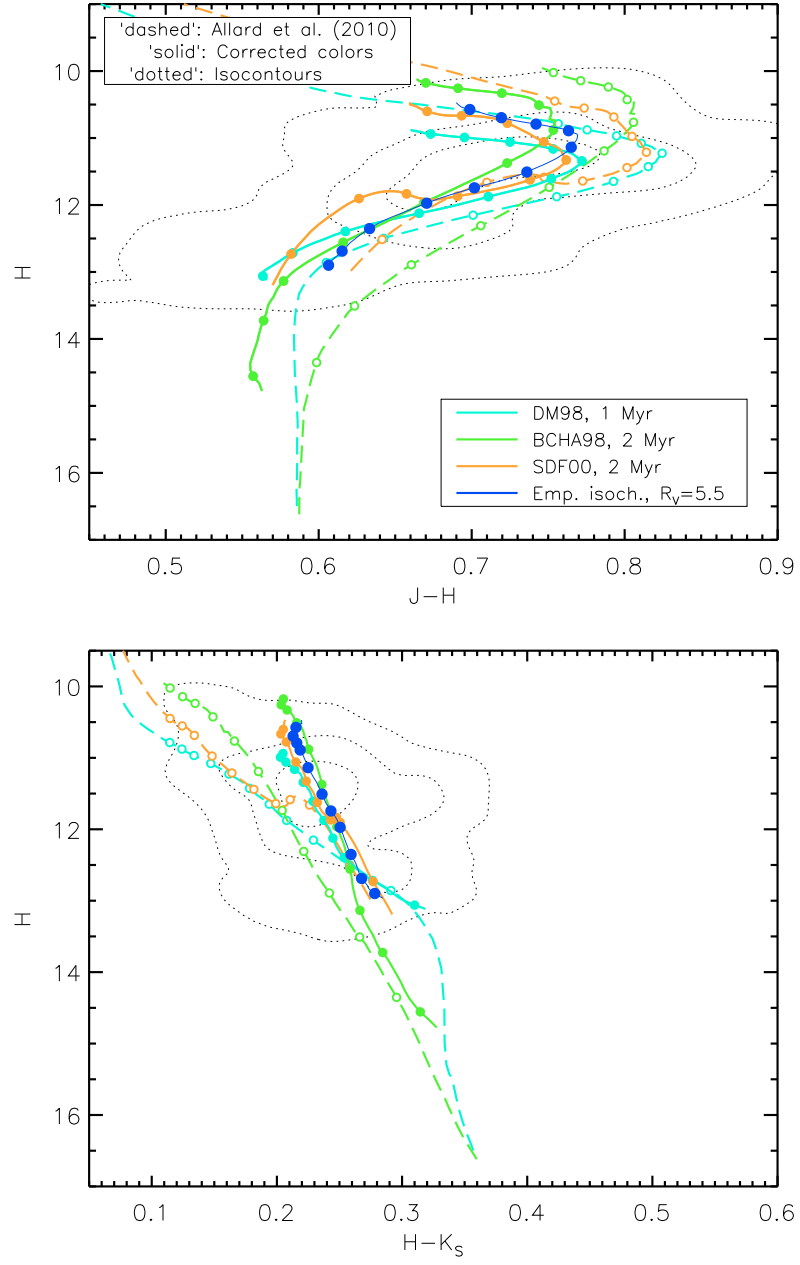 'dashed': Allard et al. (2010)
'solid': Corrected colors
'dotted': Isocontours
10
12
14
16
H
DM98, 1 Myr
BCHA98, 2 Myr
SDF00, 2 Myr
Emp. isoch., Rv=5.5
0.5 0.6 0.7 0.8 0.9
J-H
10
12
14
16
H
0.1 0.2 0.3 0.4 0.5 0.6
H-Ks